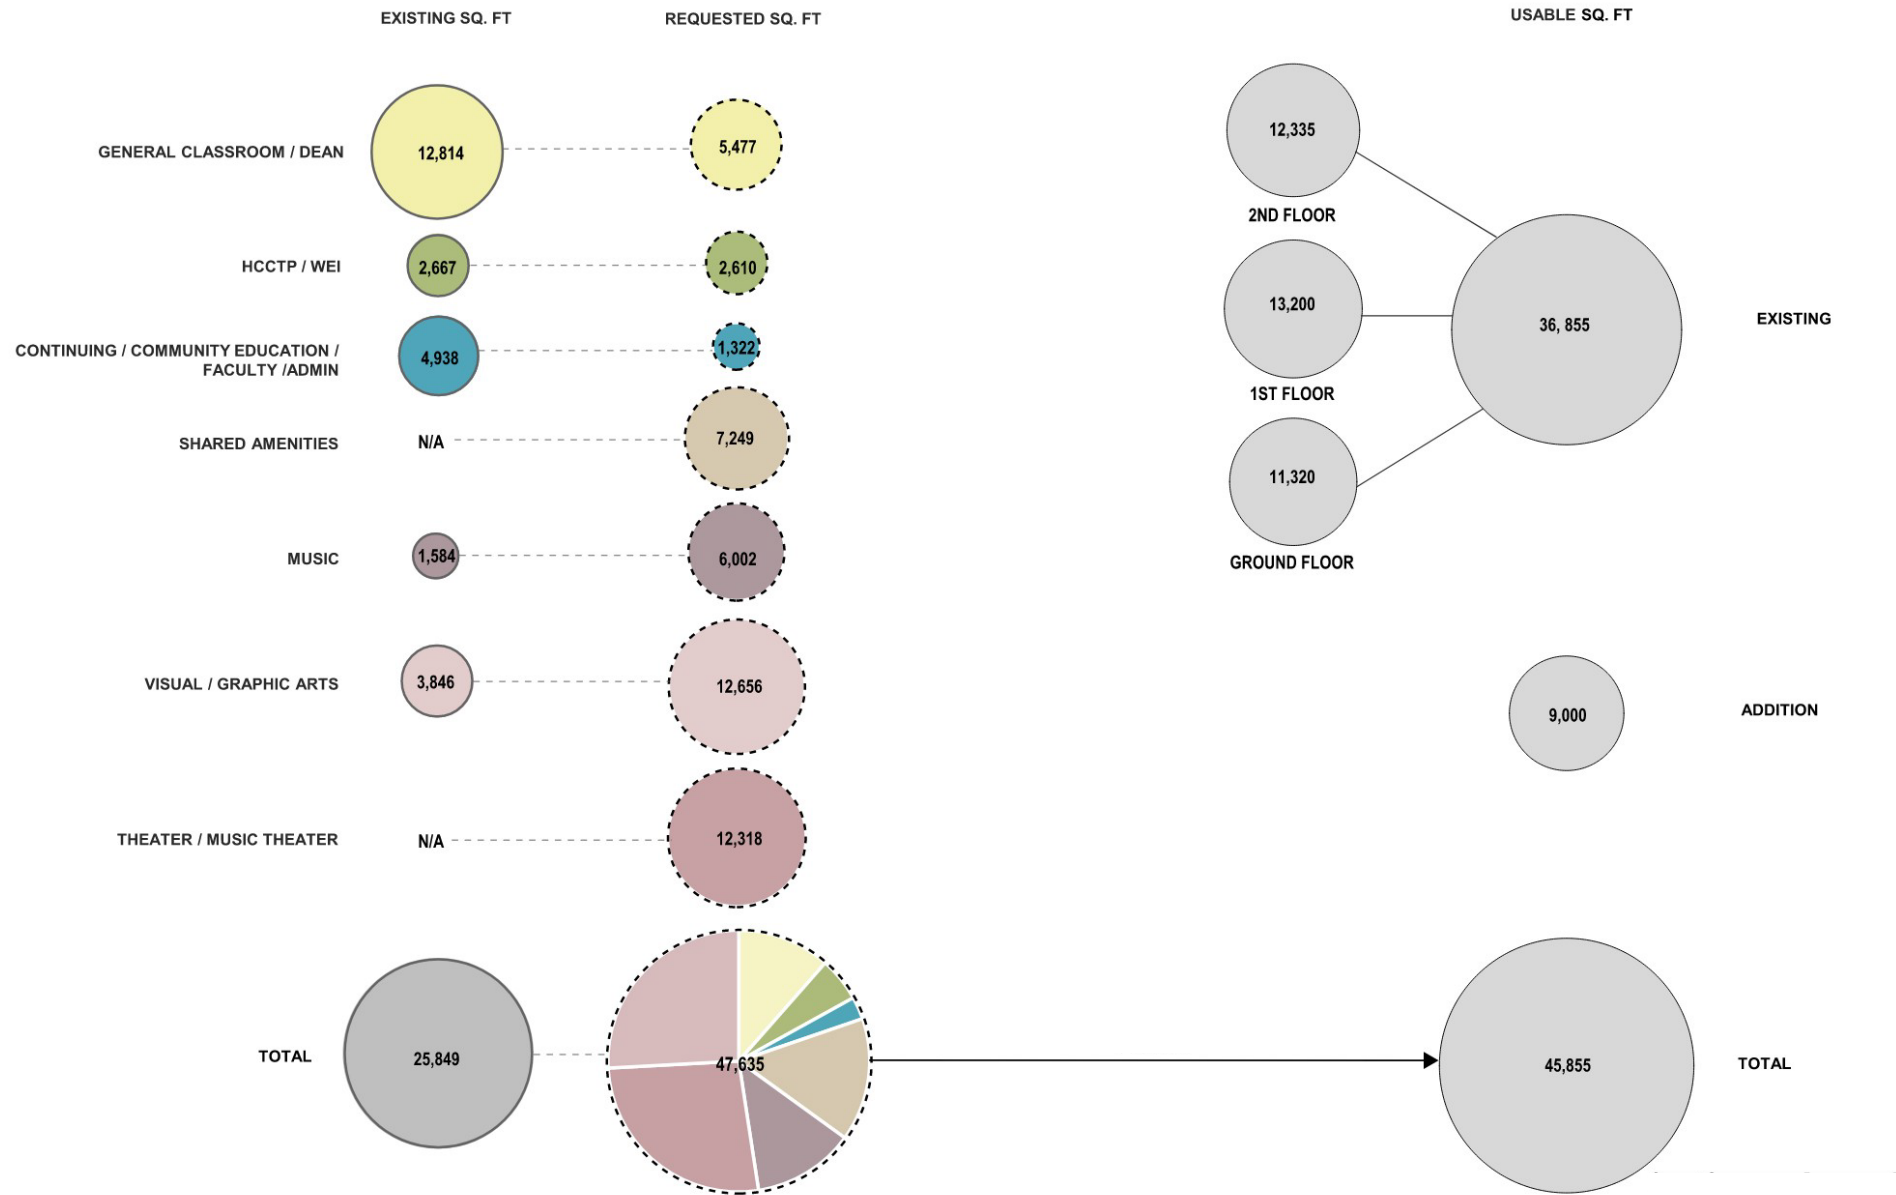 EXISTING SQ. FT
REQUESTED SQ. FT
USABLE SQ. FT
GENERAL CLASSROOM / DEAN
12,814
5,477
HCCTP / WEI
2,667
2,610
CONTINUING / COMMUNITY EDUCATION /
FACULTY /ADMIN
4,938
1,322
SHARED AMENITIES
N/A
7,249
MUSIC
1,584
6,002
VISUAL / GRAPHIC ARTS
3,846
12,656
THEATER / MUSIC THEATER
N/A
12,318
TOTAL
25,849
47,635
12,335
2ND FLOOR
13,200
1ST FLOOR
11,320
GROUND FLOOR
36, 855
EXISTING
9,000
ADDITION
45,855
TOTAL